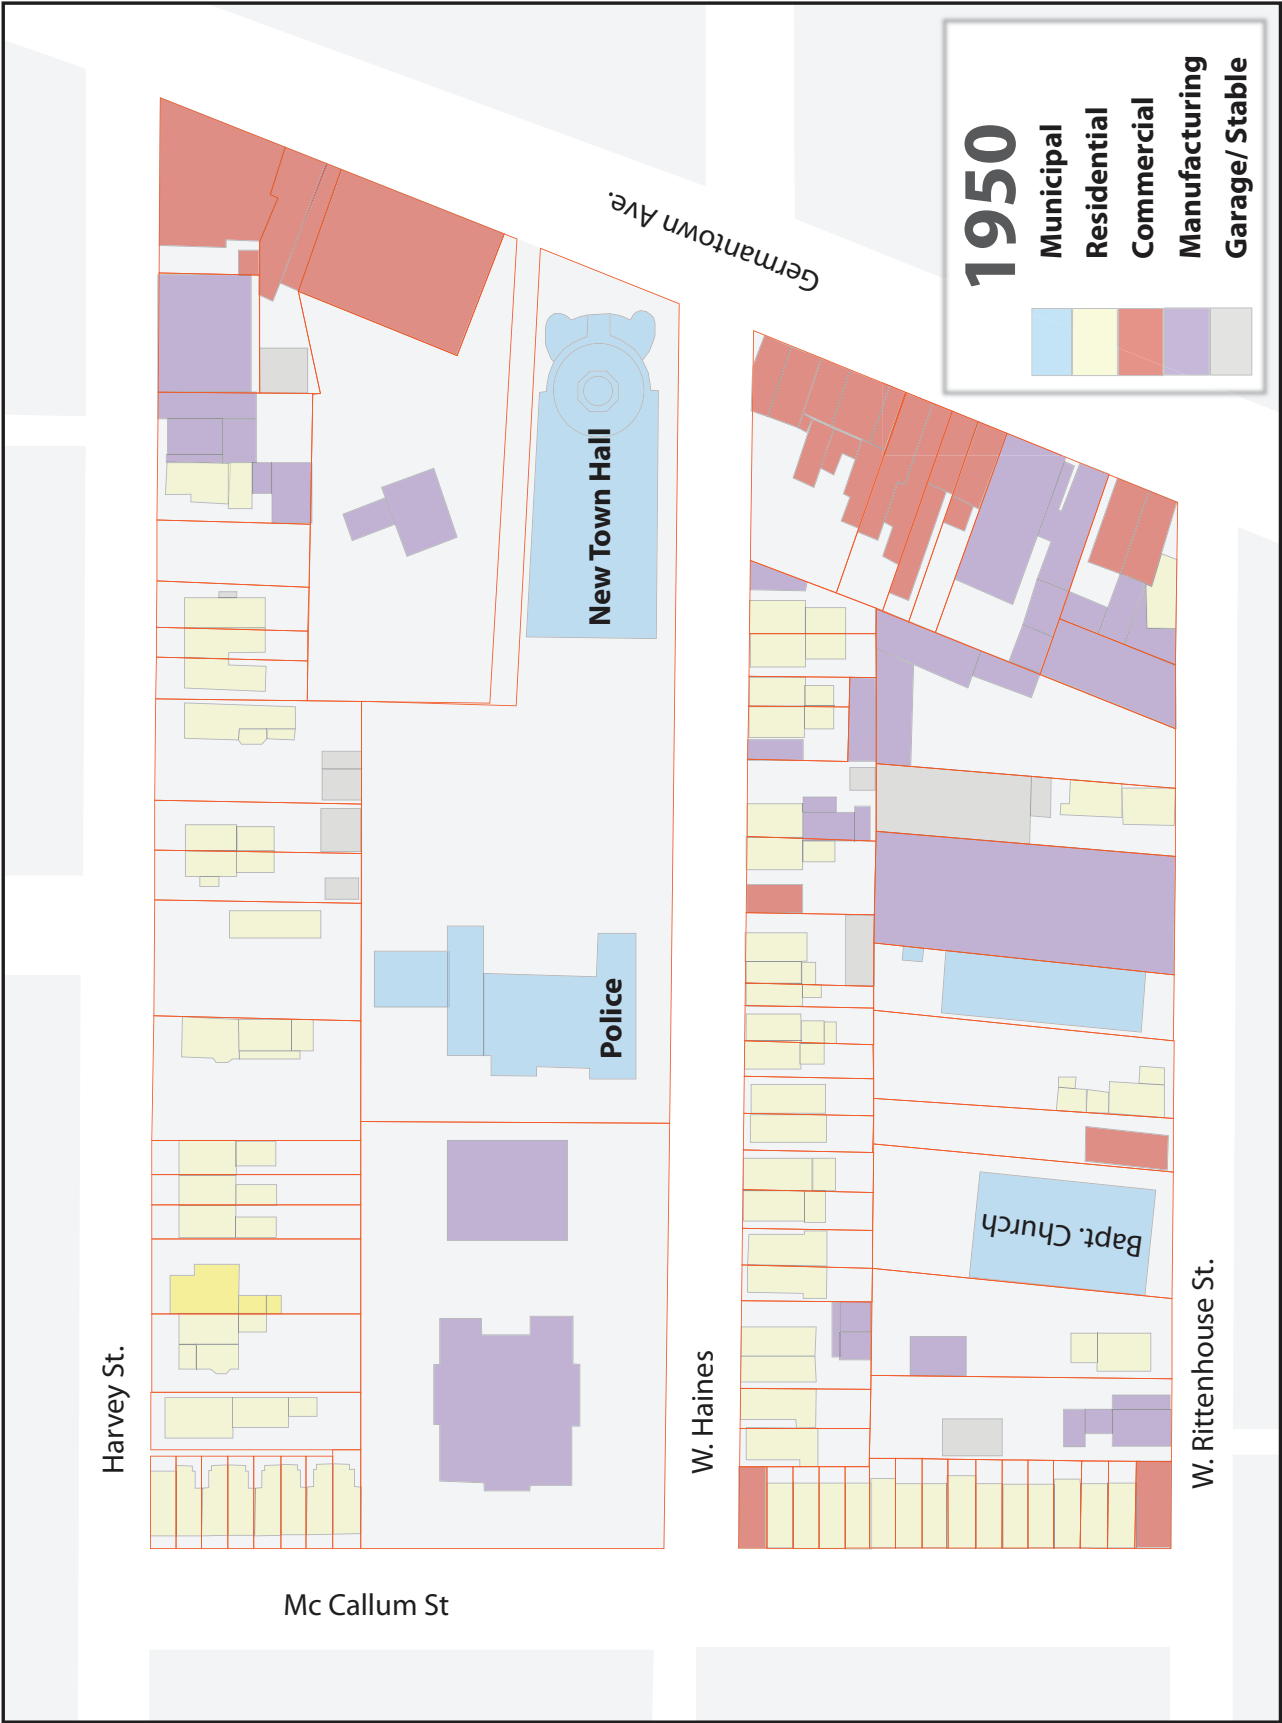 1950
Municipal
Residential
Commercial
Manufacturing
Garage/ Stable
Germantown Ave.
New Town Hall
Police
Bapt. Church
Harvey St.
W. Haines
W. Rittenhouse St.
Mc Callum St